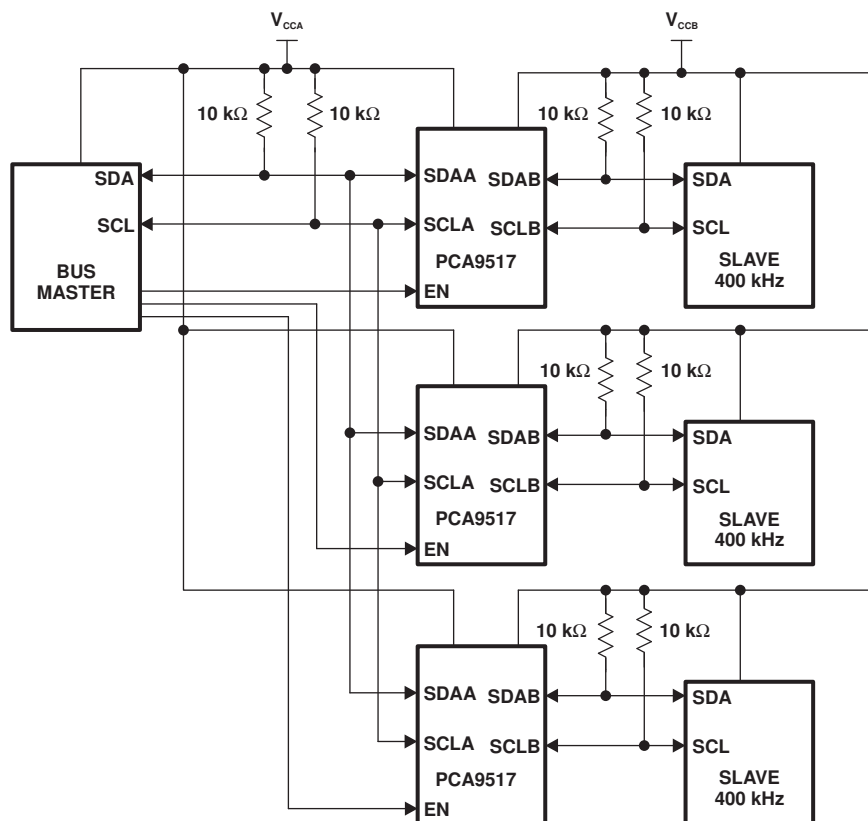 V_CCA
V_CCB
10 kΩ 10 kΩ 10 kΩ 10 kΩ
SDA
SCL
BUS
MASTER
SDAA SDAB
SCLA SCLB
PCA9517
EN
SDA
SCL
SLAVE
400 kHz
10 kΩ 10 kΩ
SDAA SDAB
SCLA SCLB
PCA9517
EN
SDA
SCL
SLAVE
400 kHz
10 kΩ 10 kΩ
SDAA SDAB
SCLA SCLB
PCA9517
EN
SDA
SCL
SLAVE
400 kHz